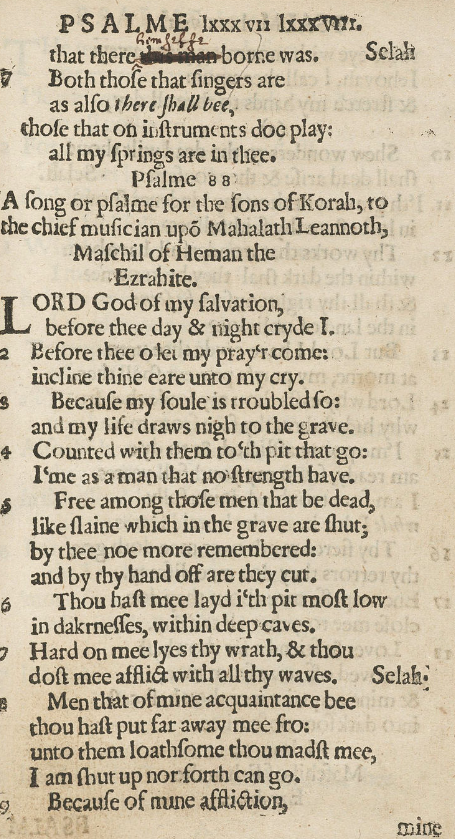 PSALME lxxxvii lxxxviii.
himselfe
that there was man borne was. Selah
7 Both those that singers are
as also there shall bee,
those that on instruments doe play:
all my springs are in thee.
Psalme 88
A song or psalme for the sons of Korah, to
the chief musician upō Mahalath Leannoth,
Maschil of Heman the
Ezrahite.
LORD God of my salvation,
before thee day & night cryde I.
2 Before thee o let my pray'r come:
incline thine eare unto my cry.
3 Because my soule is troubled so:
and my life draws nigh to the grave.
4 Counted with them to'th pit that go:
I'me as a man that no strength have.
5 Free among those men that be dead,
like slaine which in the grave are shut;
by thee noe more remembered:
and by thy hand off are they cut.
6 Thou hast mee layd i'th pit most low
in dakrnesses, within deep caves.
7 Hard on mee lyes thy wrath, & thou
dost mee afflict with all thy waves. Selah.
8 Men that of mine acquaintance bee
thou hast put far away mee fro:
unto them loathsome thou madst mee,
I am shut up nor forth can go.
9 Because of mine affliction,
mine